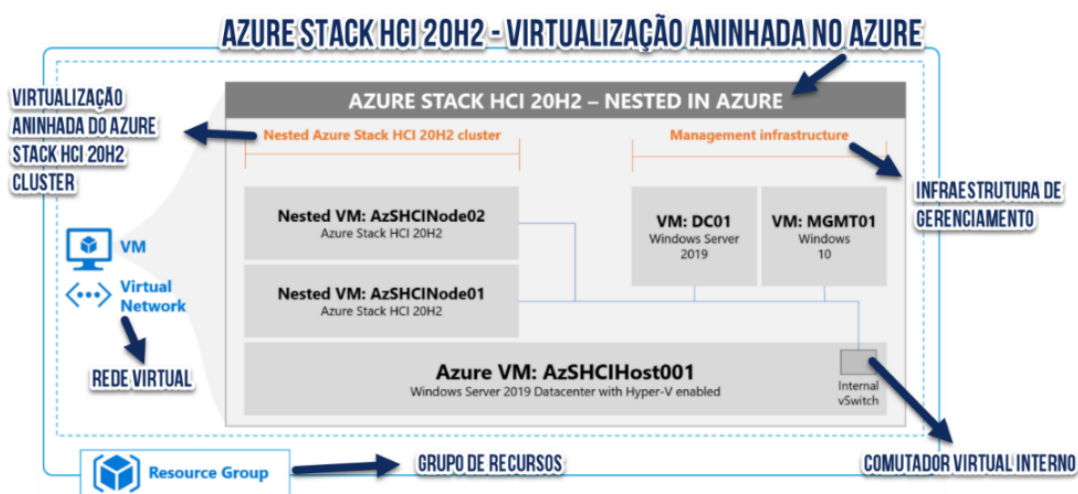 AZURE STACK HCI 20H2 - VIRTUALIZAÇÃO ANINHADA NO AZURE
VIRTUALIZAÇÃO
ANINHADA DO AZURE
STACK HCI 20H2
CLUSTER
AZURE STACK HCI 20H2 – NESTED IN AZURE
Nested Azure Stack HCI 20H2 cluster
Management infrastructure
INFRAESTRUTURA DE
GERENCIAMENTO
Nested VM: AzSHCINode02
Azure Stack HCI 20H2
VM: DC01
Windows Server
2019
VM: MGMT01
Windows
10
VM
Virtual
Network
Nested VM: AzSHCINode01
Azure Stack HCI 20H2
REDE VIRTUAL
Azure VM: AzSHCIHost001
Windows Server 2019 Datacenter with Hyper-V enabled
Internal
vSwitch
Resource Group
GRUPO DE RECURSOS
COMUTADOR VIRTUAL INTERNO